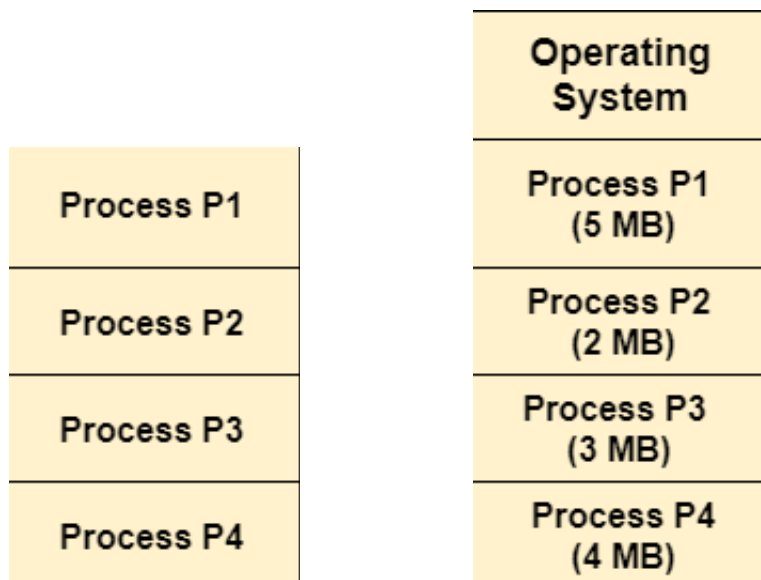 Process P1
Process P2
Process P3
Process P4
Operating
System
Process P1
(5 MB)
Process P2
(2 MB)
Process P3
(3 MB)
Process P4
(4 MB)